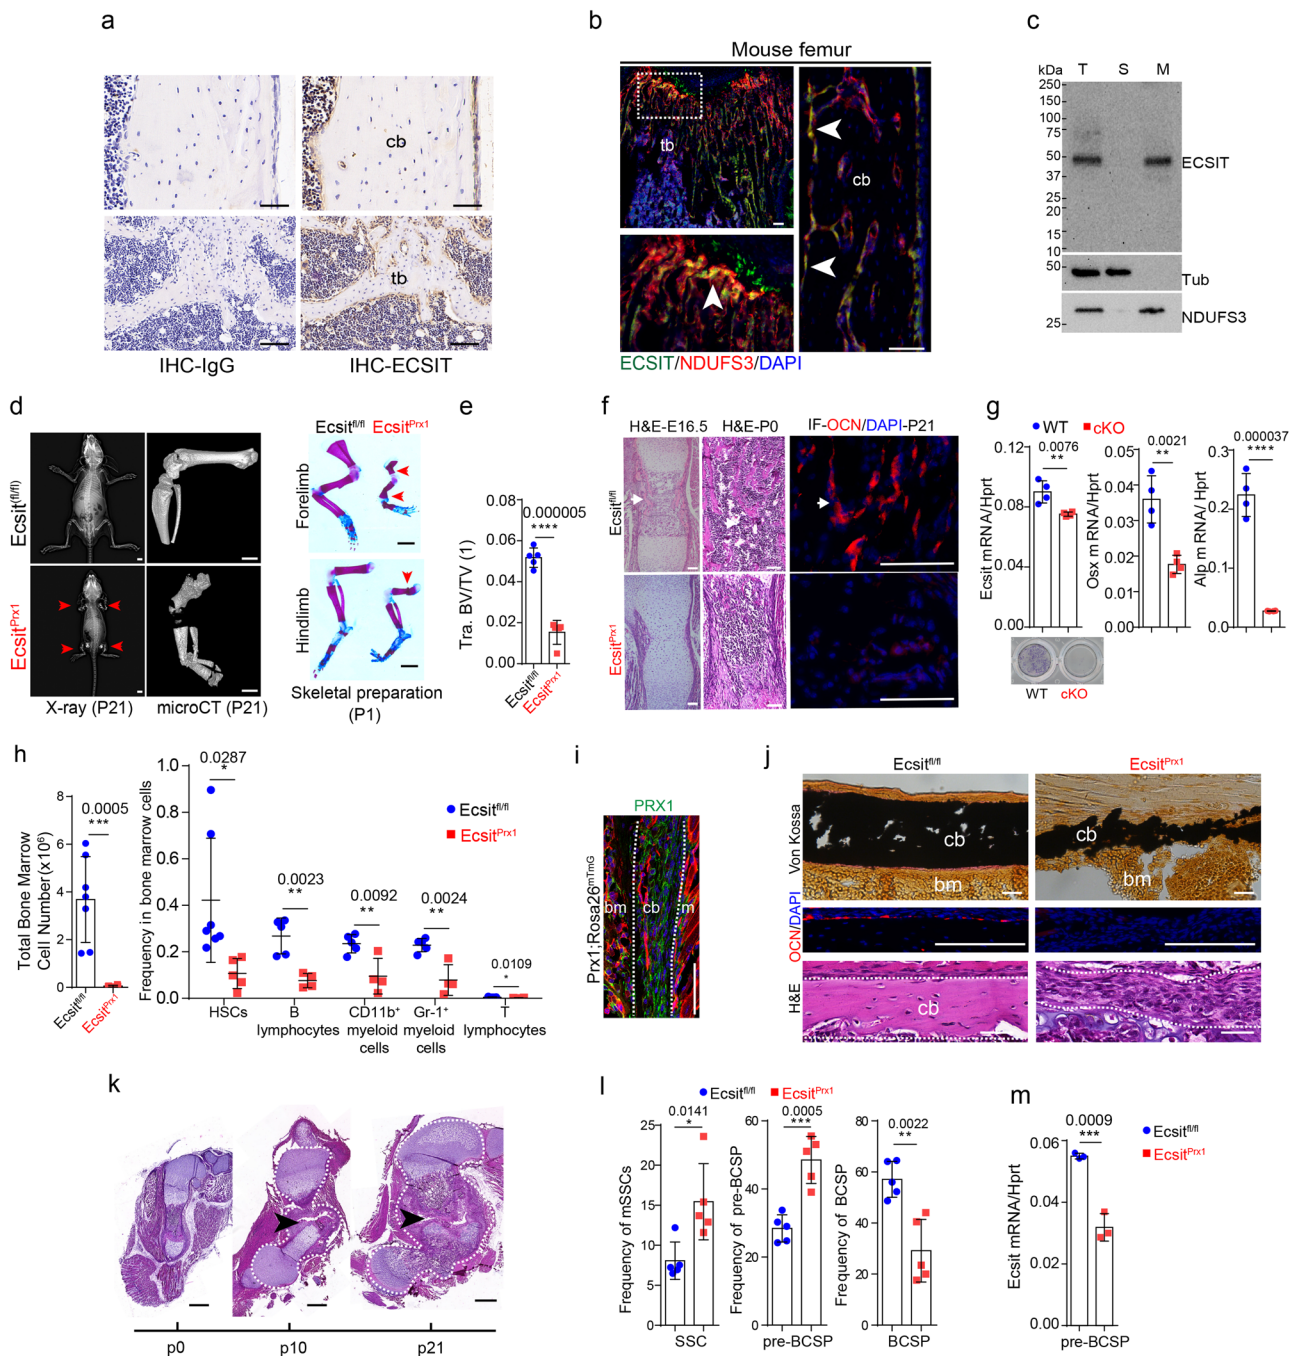 a
cb
tb
IHC-IgG
IHC-ECSIT
b
Mouse femur
tb
cb
ECSIT/NDUFS3/DAPI
c
kDa
T
S
M
250
150
100
75
50
37
25
20
15
10
50
25
ECSIT
Tub
NDUFS3
d
Ecsit(fl/fl)
EcsitPrx1
X-ray (P21)
microCT (P21)
Ecsitfl/fl
EcsitPrx1
Forelimb
Hindlimb
Skeletal preparation
(P1)
e
Tra. BV/TV (1)
0.08
0.06
0.04
0.02
0.00
0.000005
****
Ecsitfl/fl
EcsitPrx1
f
H&E-E16.5
H&E-P0
IF-OCN/DAPI-P21
Ecsitfl/fl
EcsitPrx1
g
WT
cKO
Ecsit mRNA/Hprt
0.12
0.09
0.06
0.03
0.00
0.0076
**
Osx mRNA/Hprt
0.05
0.04
0.03
0.02
0.01
0.00
0.0021
**
Alp mRNA/Hprt
0.3
0.2
0.1
0.0
0.000037
****
WT
cKO
h
Total Bone Marrow
Cell Number(x10⁶)
8
6
4
2
0
0.0005
***
Ecsitfl/fl
EcsitPrx1
Frequency in bone marrow cells
1.0
0.8
0.6
0.4
0.2
0.0
0.0287
*
0.0023
**
0.0092
**
0.0024
**
0.0109
*
Ecsitfl/fl
EcsitPrx1
HSCs
B
lymphocytes
CD11b⁺
myeloid
cells
Gr-1⁺
myeloid
cells
T
lymphocytes
i
PRX1
Prx1;Rosa26mTmG
bm
cb
m
j
Ecsitfl/fl
EcsitPrx1
Von Kossa
cb
bm
cb
bm
OCN/DAPI
H&E
cb
k
p0
p10
p21
l
Ecsitfl/fl
EcsitPrx1
Frequency of mSSCs
25
20
15
10
5
0
0.0141
*
SSC
Frequency of pre-BCSP
60
40
20
0
0.0005
***
pre-BCSP
Frequency of BCSP
80
60
40
20
0
0.0022
**
BCSP
m
Ecsit mRNA/Hprt
0.06
0.04
0.02
0.00
0.0009
***
Ecsitfl/fl
EcsitPrx1
pre-BCSP